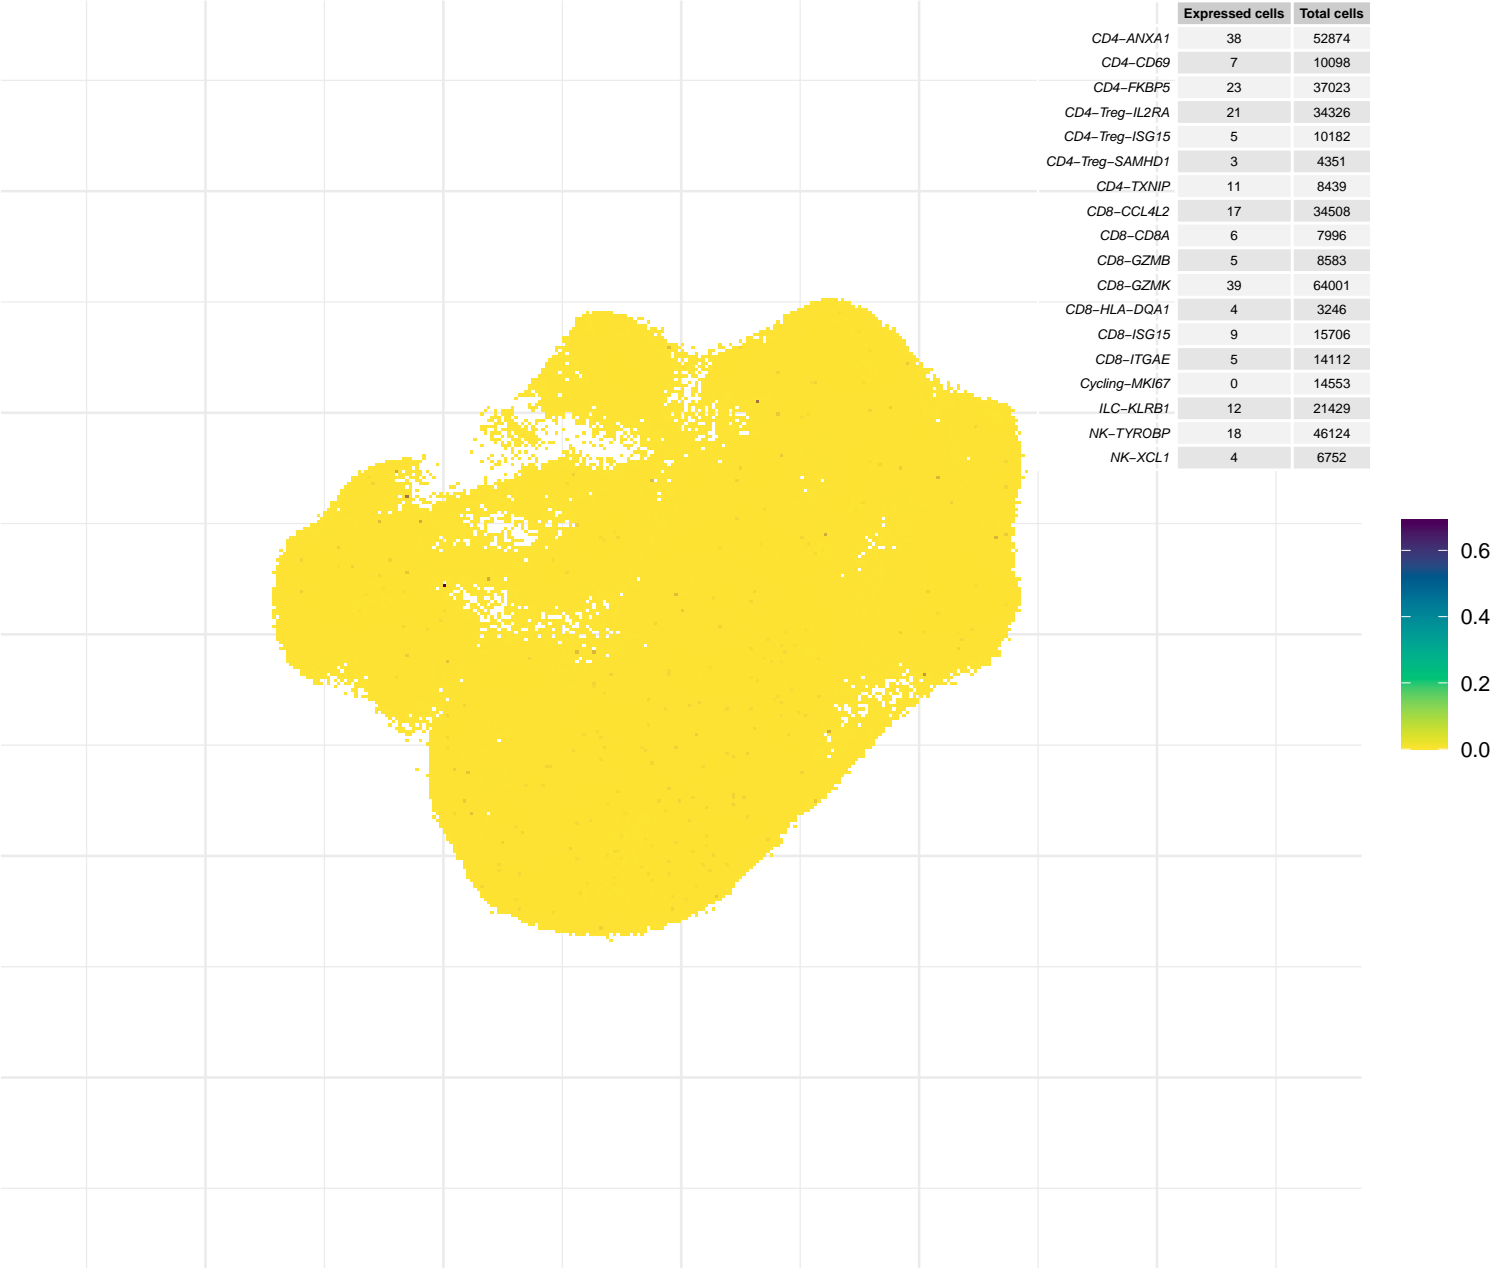 Expressed cells Total cells
CD4−ANXA1 38 52874
CD4−CD69 7 10098
CD4−FKBP5 23 37023
CD4−Treg−IL2RA 21 34326
CD4−Treg−ISG15 5 10182
CD4−Treg−SAMHD1 3 4351
CD4−TXNIP 11 8439
CD8−CCL4L2 17 34508
CD8−CD8A 6 7996
CD8−GZMB 5 8583
CD8−GZMK 39 64001
CD8−HLA−DQA1 4 3246
CD8−ISG15 9 15706
CD8−ITGAE 5 14112
Cycling−MKI67 0 14553
ILC−KLRB1 12 21429
NK−TYROBP 18 46124
NK−XCL1 4 6752
0.6
0.4
0.2
0.0